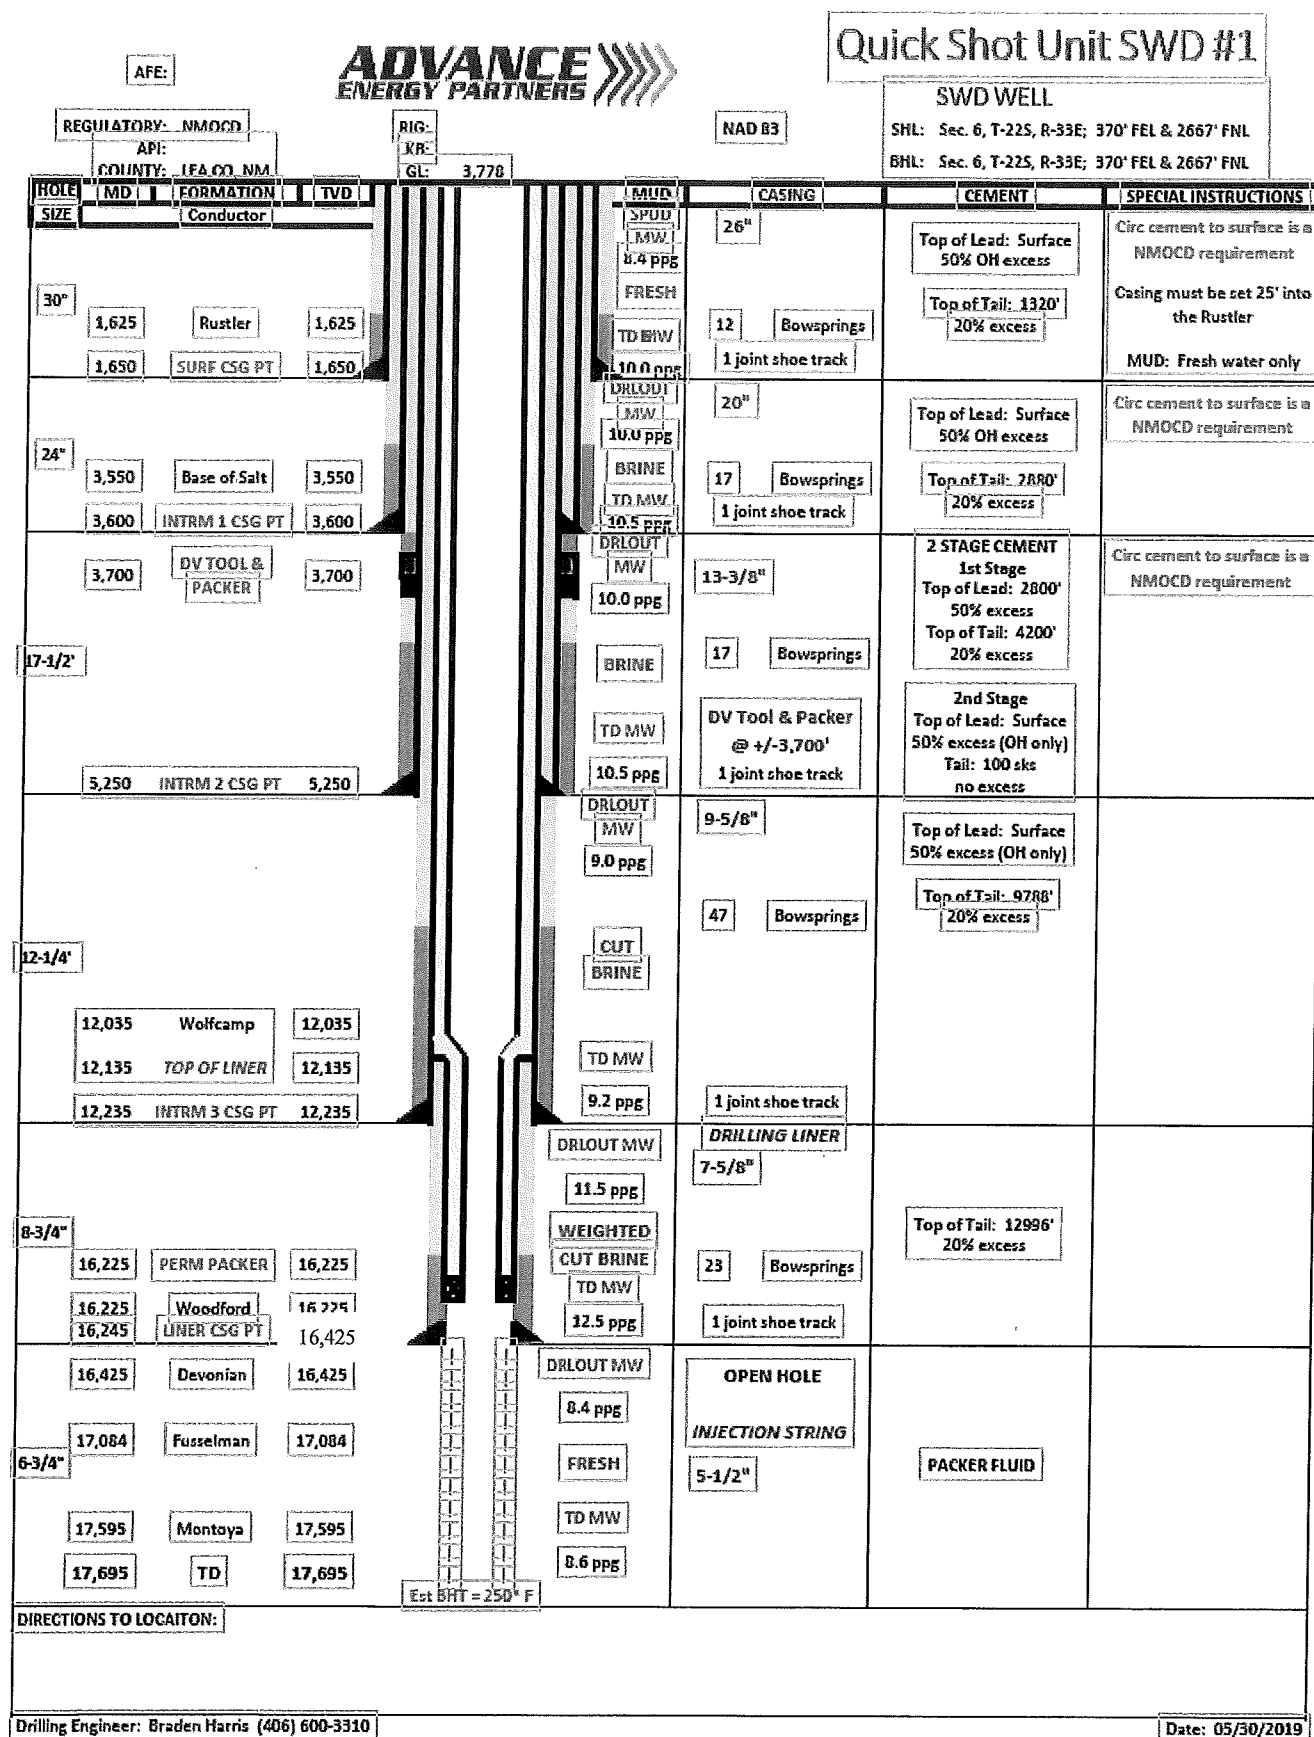 AFE:
ADVANCE
ENERGY PARTNERS
Quick Shot Unit SWD #1
SWD WELL
REGULATORY: NMOCD
API:
COUNTY: LEA CO, NM
RIG:
KB:
GL: 3,778
NAD 83
SHL: Sec. 6, T-22S, R-33E; 370' FEL & 2667' FNL
BHL: Sec. 6, T-22S, R-33E; 370' FEL & 2667' FNL
HOLE MD FORMATION TVD MUD CASING CEMENT SPECIAL INSTRUCTIONS
SIZE Conductor
SPUD
MW
8.4 ppg
FRESH
TD MW
10.0 ppg
26"
Top of Lead: Surface
50% OH excess
Circ cement to surface is a
NMOCD requirement
30"
Top of Tail: 1320'
20% excess
Casing must be set 25' into
the Rustler
1,625 Rustler 1,625
12 Bowsprings
1,650 SURF CSG PT 1,650
1 joint shoe track
MUD: Fresh water only
DRLOUT
MW
10.0 ppg
BRINE
TD MW
10.5 ppg
20"
Top of Lead: Surface
50% OH excess
Circ cement to surface is a
NMOCD requirement
24"
3,550 Base of Salt 3,550
17 Bowsprings
Top of Tail: 2880'
20% excess
3,600 INTRM 1 CSG PT 3,600
1 joint shoe track
3,700 DV TOOL &
PACKER 3,700
DRLOUT
MW
10.0 ppg
13-3/8"
2 STAGE CEMENT
1st Stage
Top of Lead: 2800'
50% excess
Top of Tail: 4200'
20% excess
Circ cement to surface is a
NMOCD requirement
17-1/2'
BRINE
17 Bowsprings
TD MW
10.5 ppg
DV Tool & Packer
@ +/-3,700'
1 joint shoe track
2nd Stage
Top of Lead: Surface
50% excess (OH only)
Tail: 100 sks
no excess
5,250 INTRM 2 CSG PT 5,250
DRLOUT
MW
9.0 ppg
9-5/8"
Top of Lead: Surface
50% excess (OH only)
47 Bowsprings
Top of Tail: 9788'
20% excess
12-1/4'
CUT
BRINE
12,035 Wolfcamp 12,035
12,135 TOP OF LINER 12,135
TD MW
12,235 INTRM 3 CSG PT 12,235
9.2 ppg
1 joint shoe track
DRLOUT MW
11.5 ppg
DRILLING LINER
7-5/8"
8-3/4"
WEIGHTED
CUT BRINE
Top of Tail: 12996'
20% excess
16,225 PERM PACKER 16,225
23 Bowsprings
TD MW
16,225 Woodford 16,225
12.5 ppg
1 joint shoe track
16,245 LINER CSG PT 16,425
16,425 Devonian 16,425
DRLOUT MW
8.4 ppg
OPEN HOLE
INJECTION STRING
17,084 Fusselman 17,084
6-3/4"
FRESH
5-1/2"
PACKER FLUID
TD MW
17,595 Montoya 17,595
8.6 ppg
17,695 TD 17,695
Est BHT = 250° F
DIRECTIONS TO LOCAITON:
Drilling Engineer: Braden Harris (406) 600-3310
Date: 05/30/2019